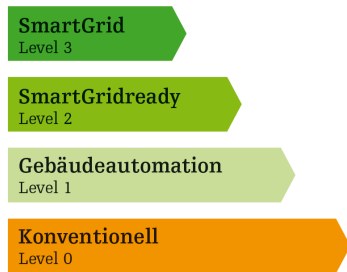 SmartGrid
Level 3
SmartGridready
Level 2
Gebäudeautomation
Level 1
Konventionell
Level 0